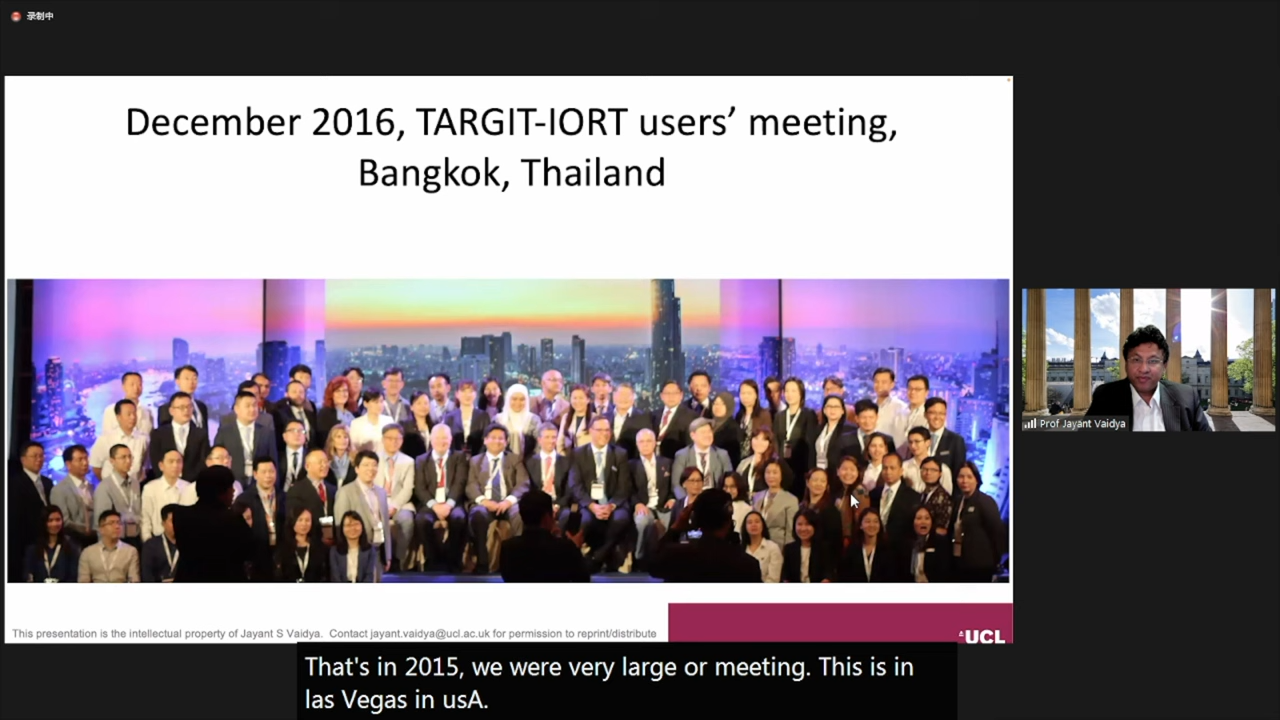 录制中
December 2016, TARGIT-IORT users’ meeting,
Bangkok, Thailand
Prof Jayant Vaidya
This presentation is the intellectual property of Jayant S Vaidya. Contact jayant.vaidya@ucl.ac.uk for permission to reprint/distribute
UCL
That's in 2015, we were very large or meeting. This is in
las Vegas in usA.